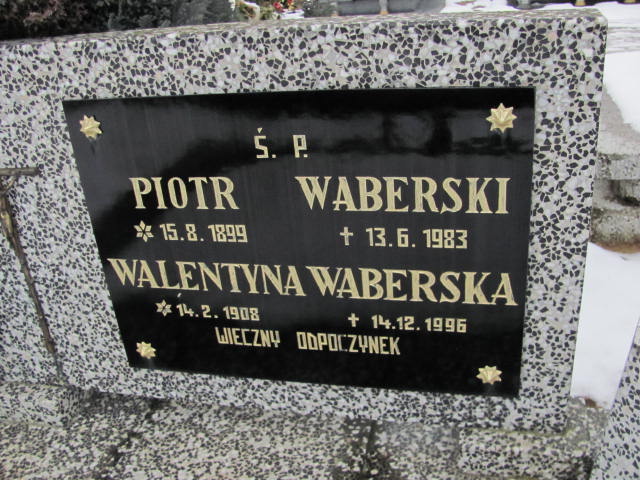 Ś. P.
PIOTR WABERSKI
15.8.1899 † 13.6.1983
WALENTYNA WABERSKA
14.2.1908 † 14.12.1996
WIECZNY ODPOCZYNEK